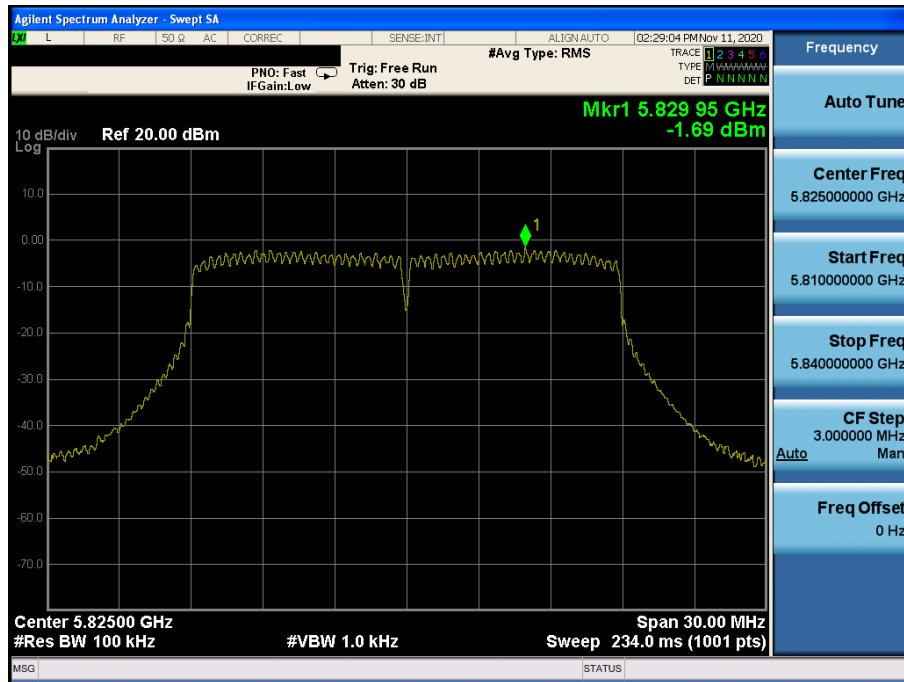 Agilent Spectrum Analyzer - Swept SA
LXI L RF 50 Ω AC CORREC SENSE:INT ALIGN AUTO 02:29:04 PM Nov 11, 2020
#Avg Type: RMS
TRACE 1 2 3 4 5 6
TYPE MWWWWW
DET P N N N N N
PNO: Fast
IFGain:Low
Trig: Free Run
Atten: 30 dB
Mkr1 5.829 95 GHz
-1.69 dBm
10 dB/div Ref 20.00 dBm
Log
10.0
0.00
-10.0
-20.0
-30.0
-40.0
-50.0
-60.0
-70.0
1
Center 5.82500 GHz Span 30.00 MHz
#Res BW 100 kHz #VBW 1.0 kHz Sweep 234.0 ms (1001 pts)
MSG STATUS
Frequency
Auto Tune
Center Freq
5.825000000 GHz
Start Freq
5.810000000 GHz
Stop Freq
5.840000000 GHz
CF Step
3.000000 MHz
Auto Man
Freq Offset
0 Hz